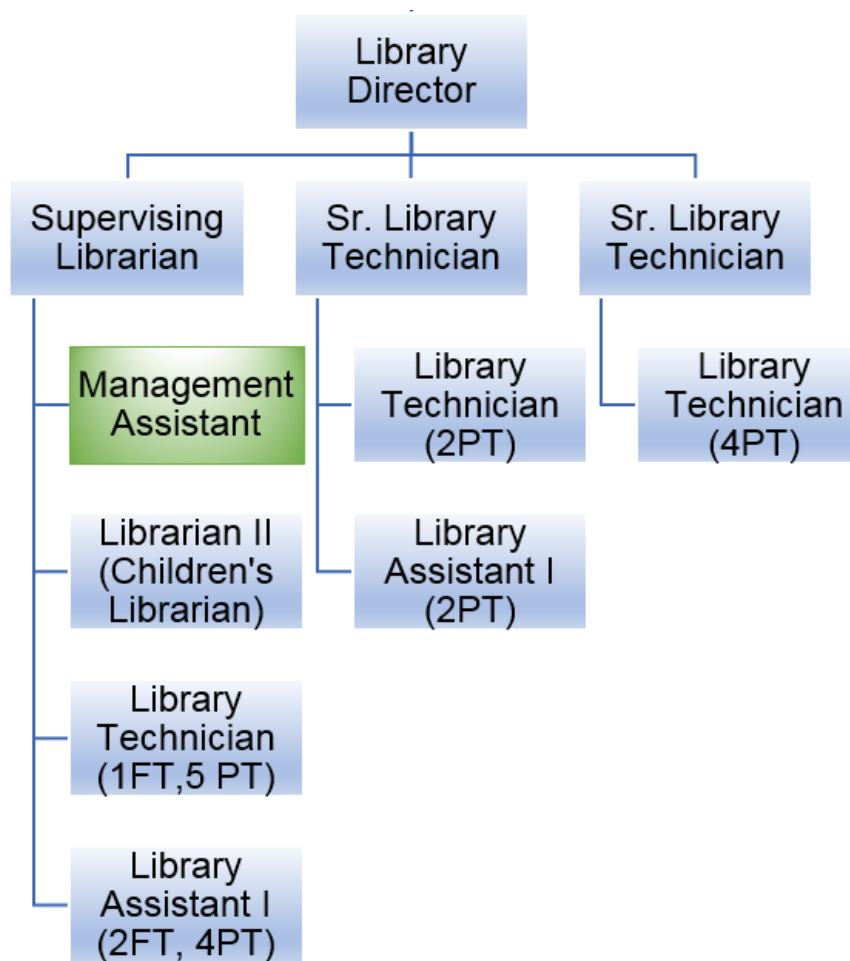 Library
Director
Supervising
Librarian
Sr. Library
Technician
Sr. Library
Technician
Management
Assistant
Library
Technician
(2PT)
Library
Technician
(4PT)
Librarian II
(Children's
Librarian)
Library
Assistant I
(2PT)
Library
Technician
(1FT,5 PT)
Library
Assistant I
(2FT, 4PT)